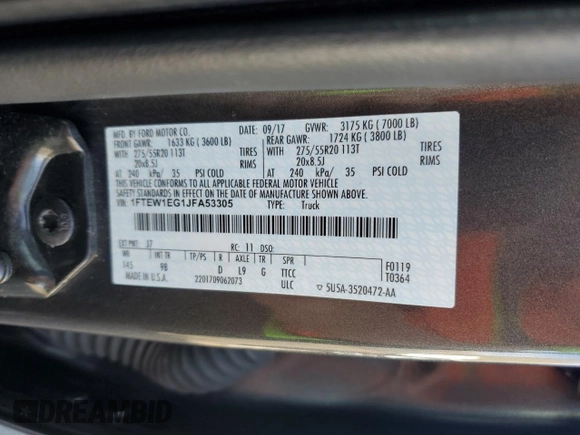 MFD. BY FORD MOTOR CO.
DATE: 09/17 GVWR: 3175 KG ( 7000 LB)
FRONT GAWR: 1633 KG ( 3600 LB) REAR GAWR: 1724 KG ( 3800 LB)
WITH 275/55R20 113T TIRES WITH 275/55R20 113T TIRES
20x8.5J RIMS 20x8.5J RIMS
AT 240 kPa/ 35 PSI COLD AT 240 kPa/ 35 PSI COLD
THIS VEHICLE CONFORMS TO ALL APPLICABLE FEDERAL MOTOR VEHICLE
SAFETY STANDARDS IN EFFECT ON THE DATE OF MANUFACTURE SHOWN ABOVE.
VIN: 1FTEW1EG1JFA53305 TYPE: Truck
EXT PNT: J7 RC: 11 DSO:
WB INT TR TP/PS R AXLE TR SPR F0119
145 9B D L9 G TTCC T0364
MADE IN U.S.A. 2201709062073 ULC
5USA-3520472-AA
DREAMBID